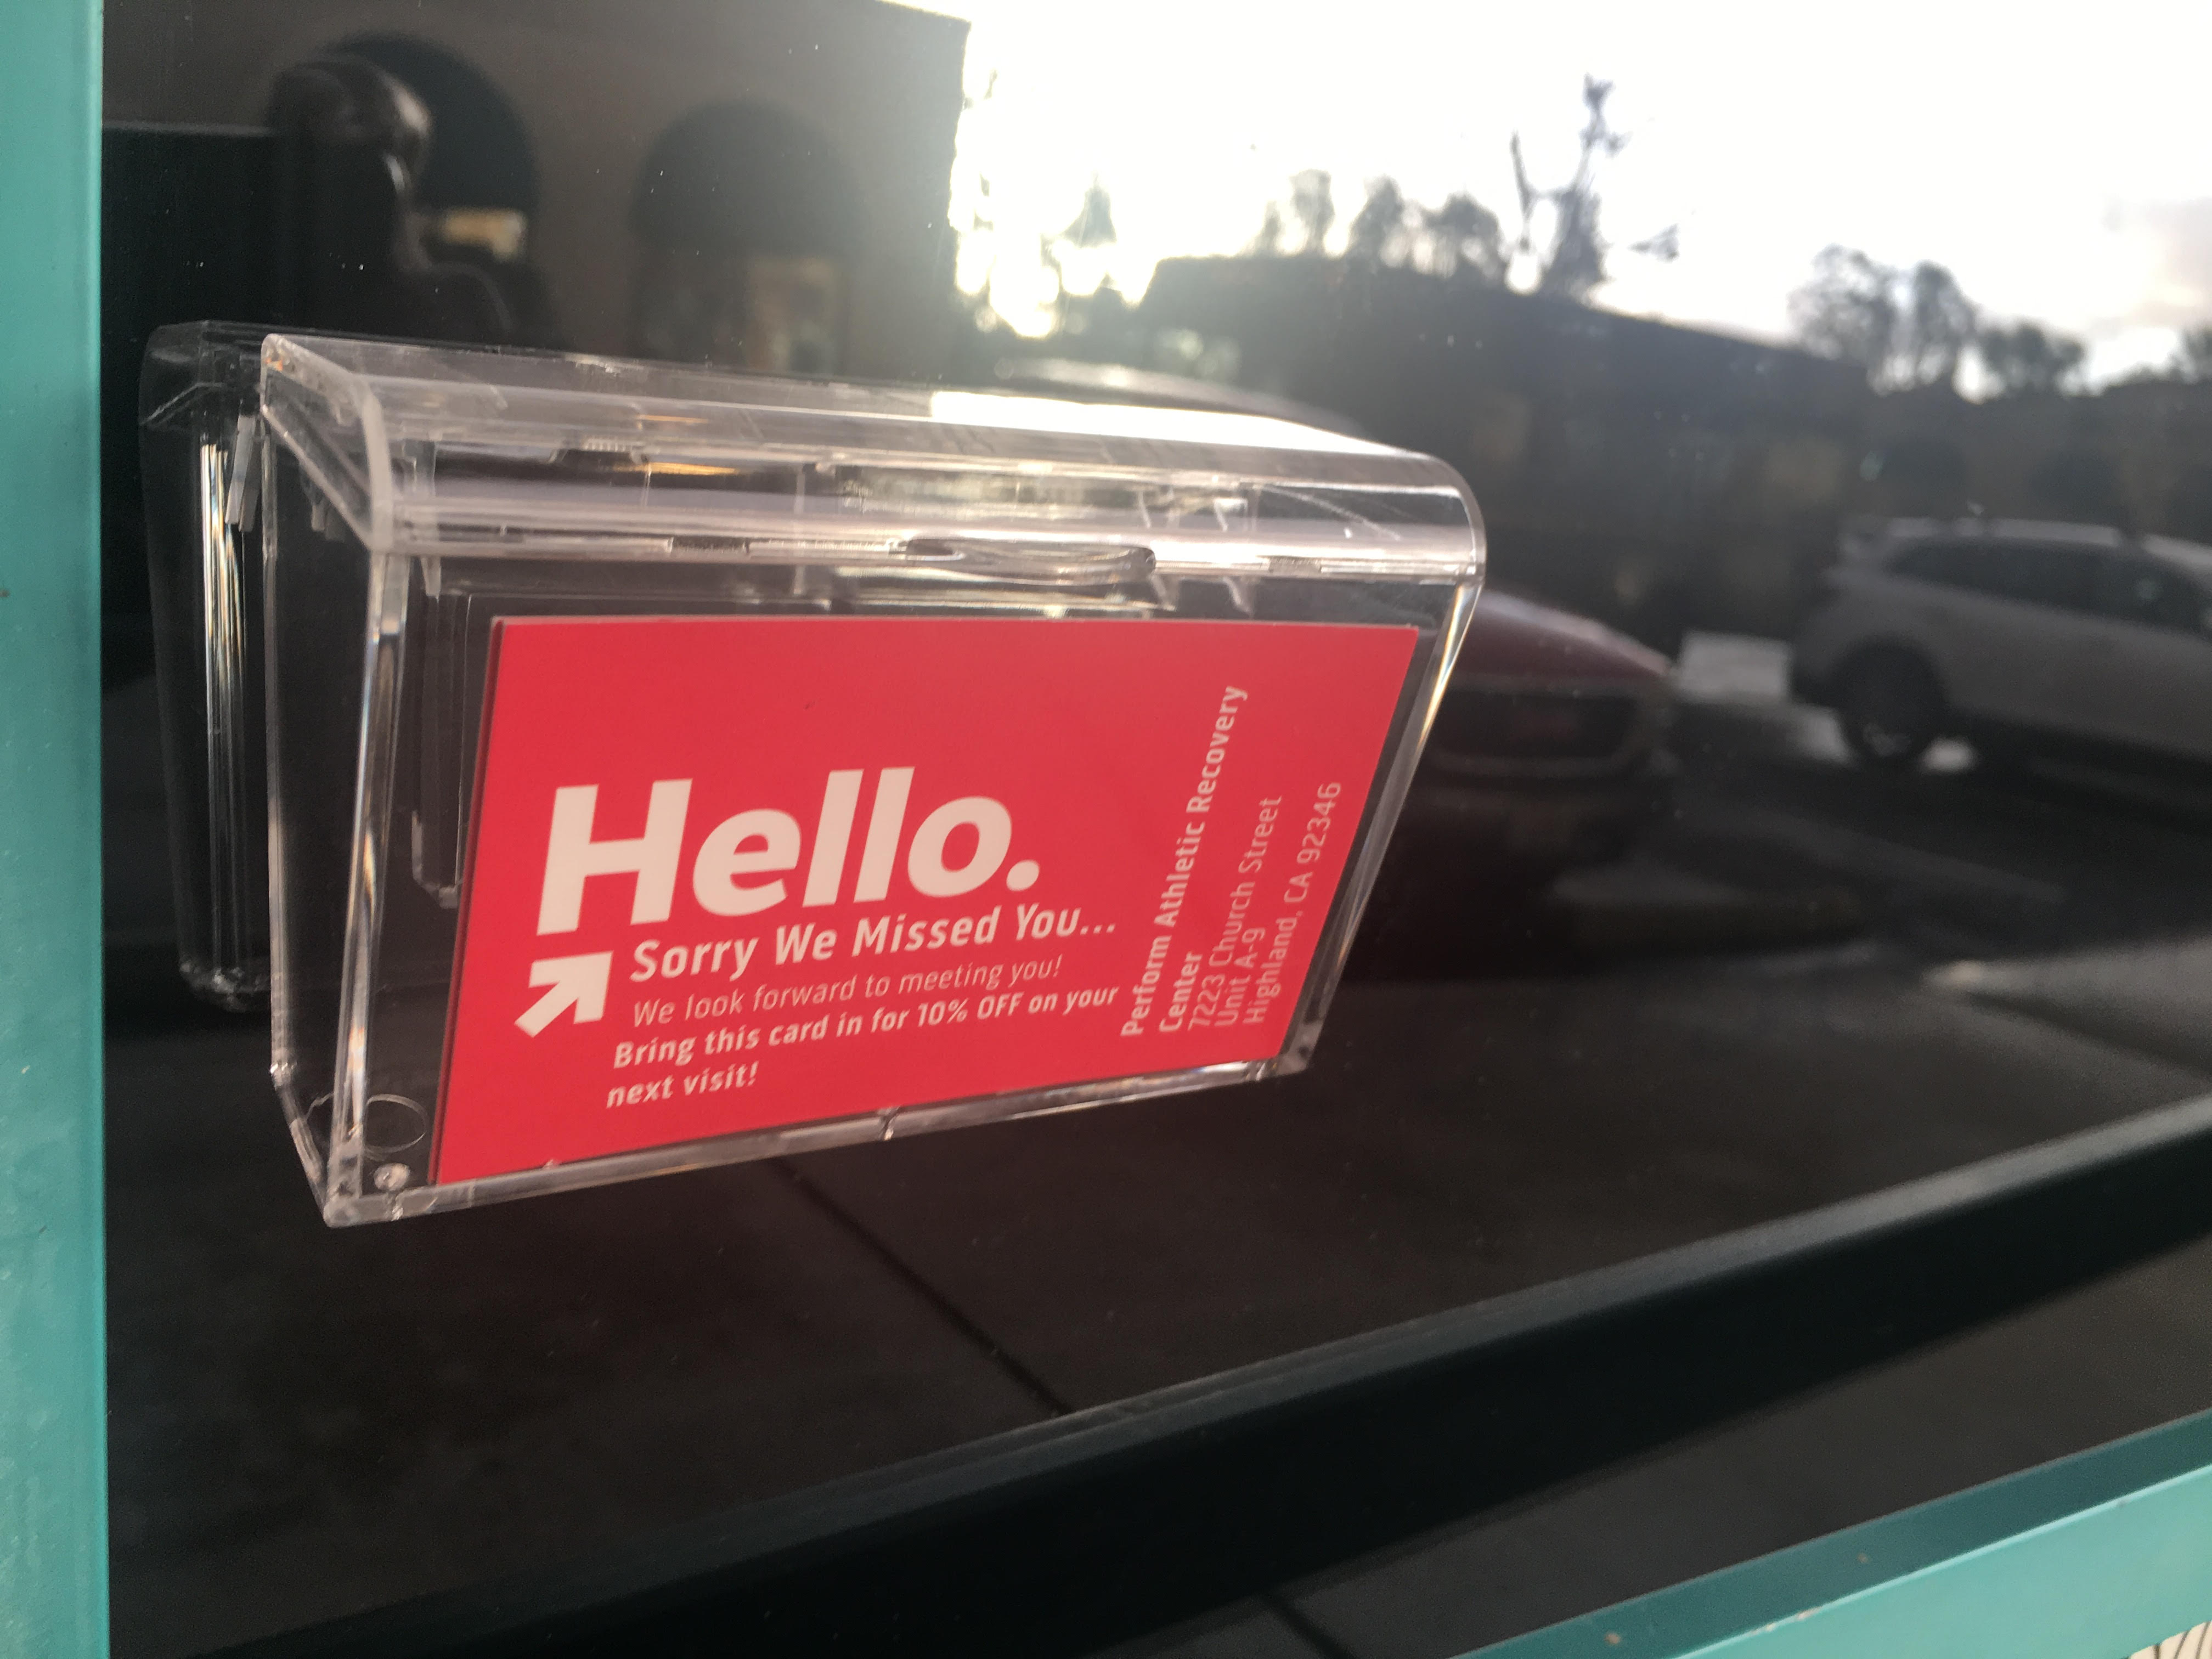 Hello.
Sorry We Missed You...
We look forward to meeting you!
Bring this card in for 10% OFF on your
next visit!
Perform Athletic Recovery
Center
7223 Church Street
Unit A-9
Highland, CA 92346